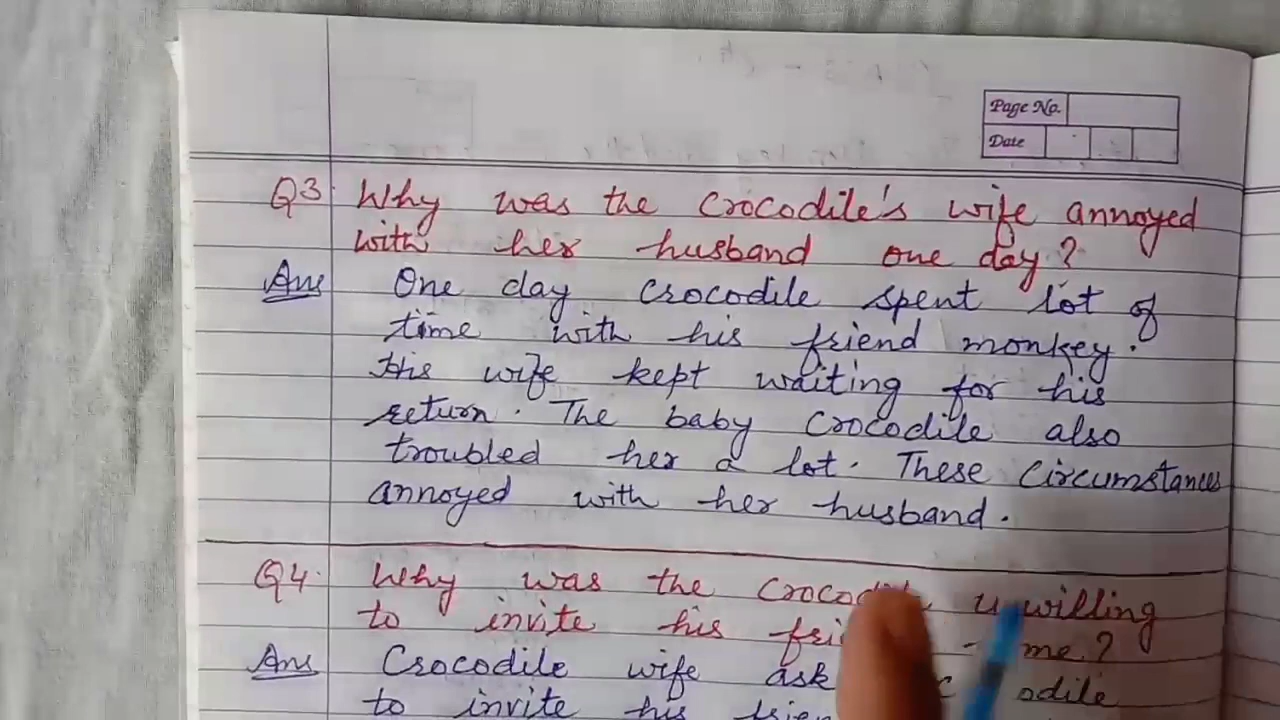 Page No.
Date
Q3 Why was the Crocodile's wife annoyed
with her husband one day?
Ans One day crocodile spent lot of
time with his friend monkey.
His wife kept waiting for his
return. The baby crocodile also
troubled her a lot. These circumstances
annoyed with her husband.
Q4. Why was the willing
to invite his me?
Ans Crocodile wife ask
to invite his